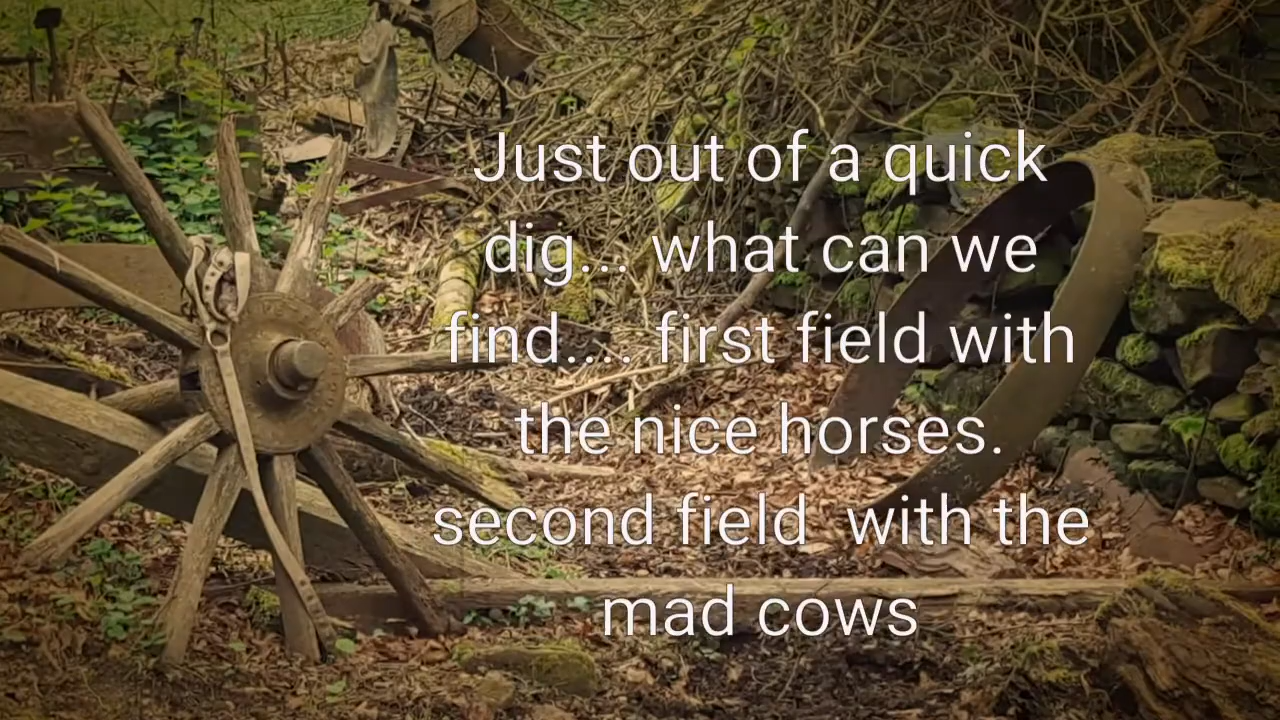 Just out of a quick
dig... what can we
find.... first field with
the nice horses.
second field  with the
mad cows